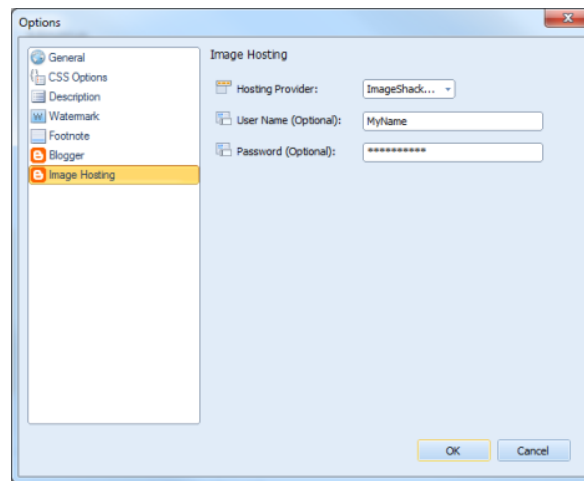 Options
General
CSS Options
Description
Watermark
Footnote
Blogger
Image Hosting
Image Hosting
Hosting Provider: ImageShack...
User Name (Optional): MyName
Password (Optional): **********
OK Cancel